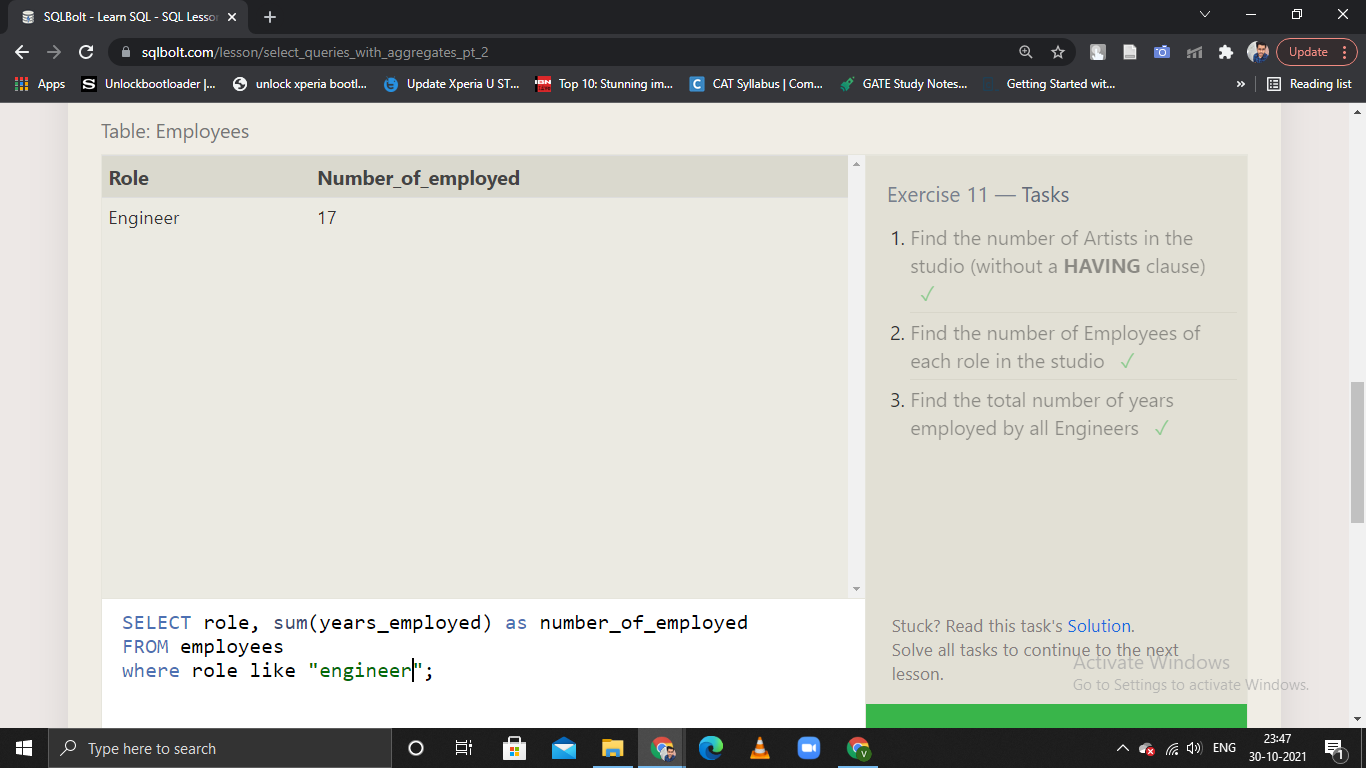 SQLBolt - Learn SQL - SQL Lesson
sqlbolt.com/lesson/select_queries_with_aggregates_pt_2
Update
Apps
S Unlockbootloader |...
unlock xperia bootl...
Update Xperia U ST...
Top 10: Stunning im...
C CAT Syllabus | Com...
GATE Study Notes...
Getting Started wit...
»
Reading list
Table: Employees
Role Number_of_employed
Engineer 17
Exercise 11 — Tasks
1. Find the number of Artists in the
studio (without a HAVING clause)
✓
2. Find the number of Employees of
each role in the studio ✓
3. Find the total number of years
employed by all Engineers ✓
SELECT role, sum(years_employed) as number_of_employed
FROM employees
where role like "engineer";
Stuck? Read this task's Solution.
Solve all tasks to continue to the next
lesson.
Activate Windows
Go to Settings to activate Windows.
Type here to search
ENG
23:47
30-10-2021
1